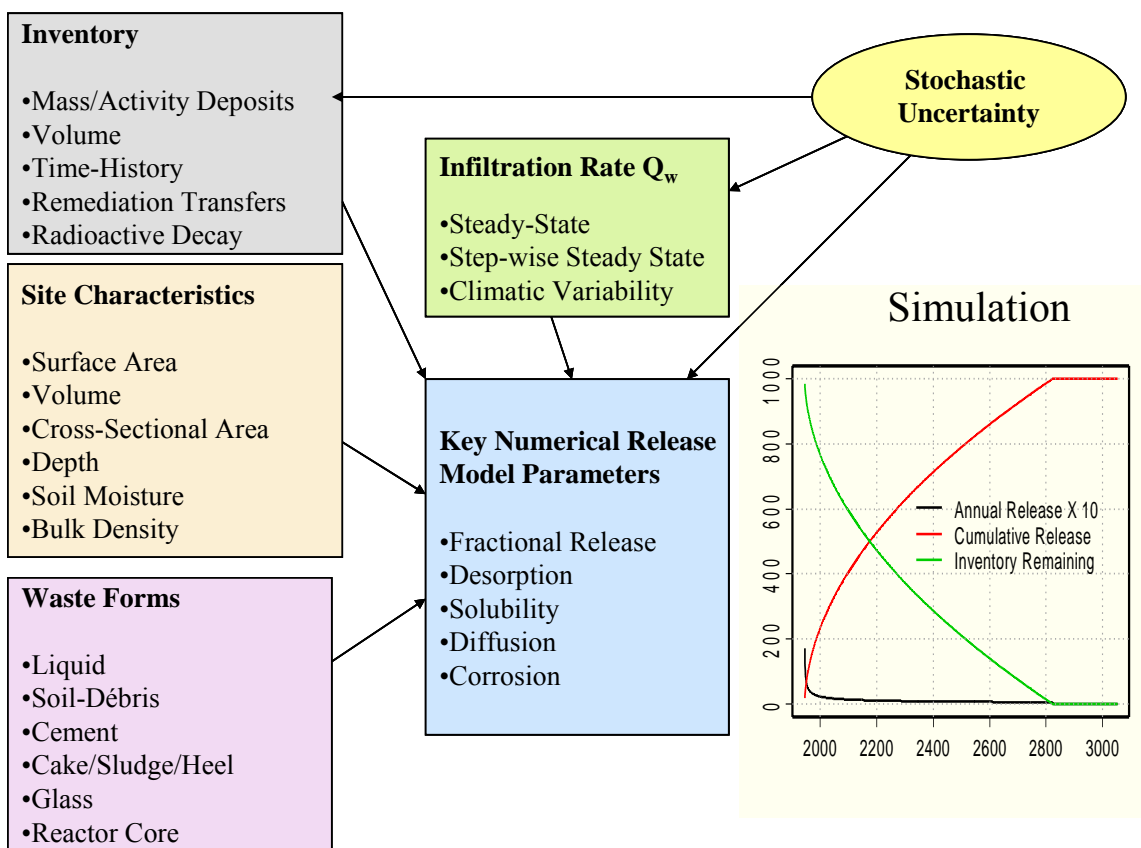 Inventory
•Mass/Activity Deposits
•Volume
•Time-History
•Remediation Transfers
•Radioactive Decay
Stochastic
Uncertainty
Infiltration Rate Qw
•Steady-State
•Step-wise Steady State
•Climatic Variability
Site Characteristics
•Surface Area
•Volume
•Cross-Sectional Area
•Depth
•Soil Moisture
•Bulk Density
Key Numerical Release
Model Parameters
•Fractional Release
•Desorption
•Solubility
•Diffusion
•Corrosion
Waste Forms
•Liquid
•Soil-Débris
•Cement
•Cake/Sludge/Heel
•Glass
•Reactor Core
Simulation
1000
800
600
400
200
0
Annual Release X 10
Cumulative Release
Inventory Remaining
2000 2200 2400 2600 2800 3000